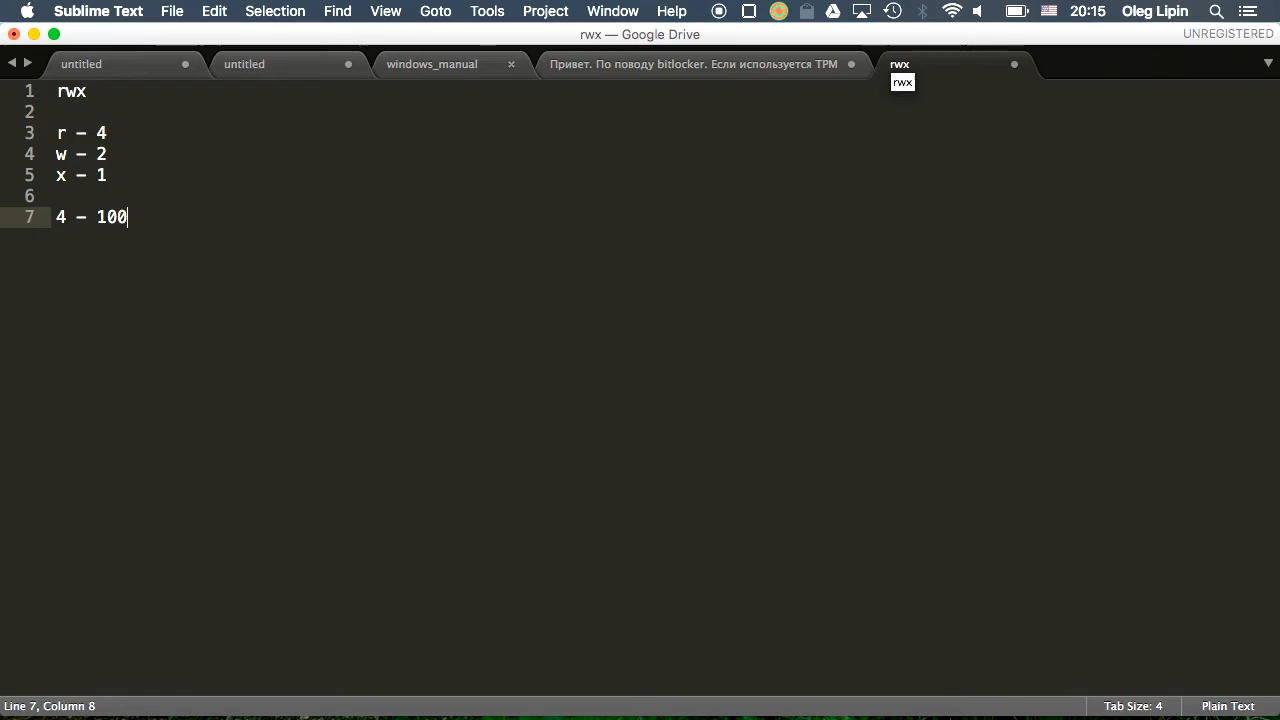 Sublime Text File Edit Selection Find View Goto Tools Project Window Help 20:15 Oleg Lipin
rwx — Google Drive UNREGISTERED
untitled untitled windows_manual Привет. По поводу bitlocker. Если используется TPM rwx
rwx
1 rwx
2
3 r - 4
4 w - 2
5 x - 1
6
7 4 - 100
Line 7, Column 8 Tab Size: 4 Plain Text